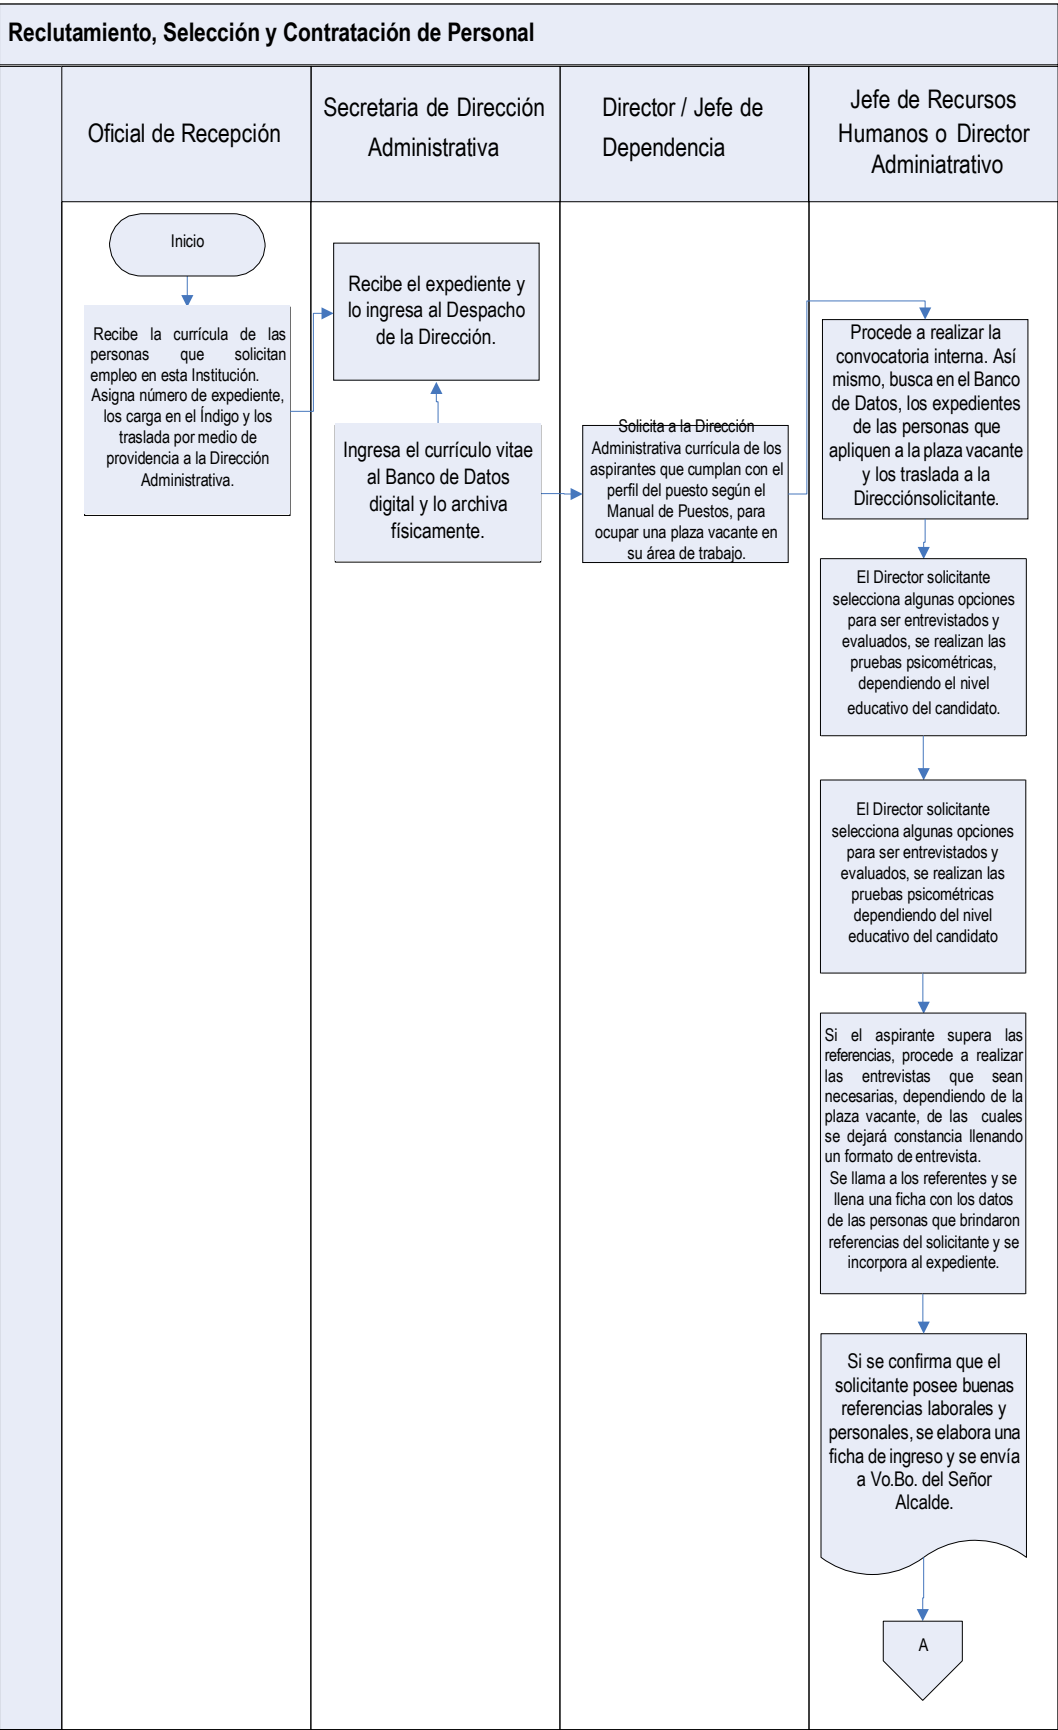 Reclutamiento, Selección y Contratación de Personal
Oficial de Recepción
Secretaria de Dirección
Administrativa
Director / Jefe de
Dependencia
Jefe de Recursos
Humanos o Director
Adminiatrativo
Inicio
Recibe la currícula de las
personas que solicitan
empleo en esta Institución.
Asigna número de expediente,
los carga en el Índigo y los
traslada por medio de
providencia a la Dirección
Administrativa.
Recibe el expediente y
lo ingresa al Despacho
de la Dirección.
Ingresa el currículo vitae
al Banco de Datos
digital y lo archiva
físicamente.
Solicita a la Dirección
Administrativa currícula de los
aspirantes que cumplan con el
perfil del puesto según el
Manual de Puestos, para
ocupar una plaza vacante en
su área de trabajo.
Procede a realizar la
convocatoria interna. Así
mismo, busca en el Banco
de Datos, los expedientes
de las personas que
apliquen a la plaza vacante
y los traslada a la
Direcciónsolicitante.
El Director solicitante
selecciona algunas opciones
para ser entrevistados y
evaluados, se realizan las
pruebas psicométricas,
dependiendo el nivel
educativo del candidato.
El Director solicitante
selecciona algunas opciones
para ser entrevistados y
evaluados, se realizan las
pruebas psicométricas
dependiendo del nivel
educativo del candidato
Si el aspirante supera las
referencias, procede a realizar
las entrevistas que sean
necesarias, dependiendo de la
plaza vacante, de las cuales
se dejará constancia llenando
un formato de entrevista.
Se llama a los referentes y se
llena una ficha con los datos
de las personas que brindaron
referencias del solicitante y se
incorpora al expediente.
Si se confirma que el
solicitante posee buenas
referencias laborales y
personales, se elabora una
ficha de ingreso y se envía
a Vo.Bo. del Señor
Alcalde.
A